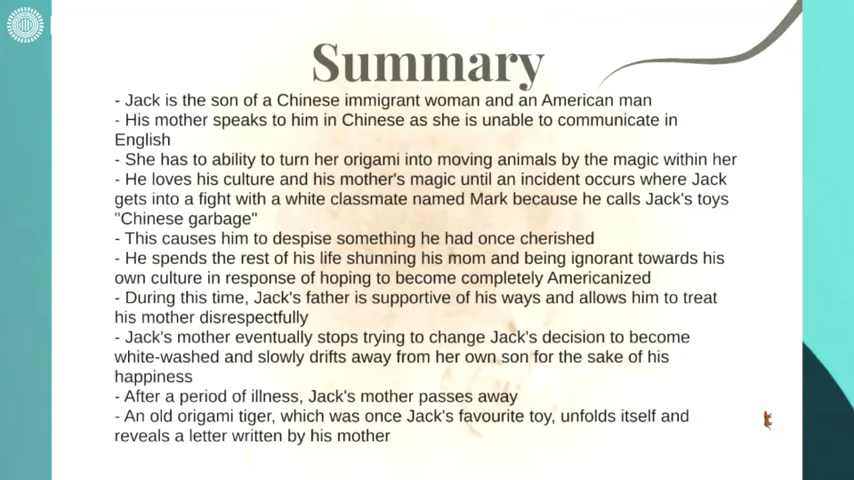 Summary
- Jack is the son of a Chinese immigrant woman and an American man
- His mother speaks to him in Chinese as she is unable to communicate in
English
- She has to ability to turn her origami into moving animals by the magic within her
- He loves his culture and his mother's magic until an incident occurs where Jack
gets into a fight with a white classmate named Mark because he calls Jack's toys
"Chinese garbage"
- This causes him to despise something he had once cherished
- He spends the rest of his life shunning his mom and being ignorant towards his
own culture in response of hoping to become completely Americanized
- During this time, Jack's father is supportive of his ways and allows him to treat
his mother disrespectfully
- Jack's mother eventually stops trying to change Jack's decision to become
white-washed and slowly drifts away from her own son for the sake of his
happiness
- After a period of illness, Jack's mother passes away
- An old origami tiger, which was once Jack's favourite toy, unfolds itself and
reveals a letter written by his mother